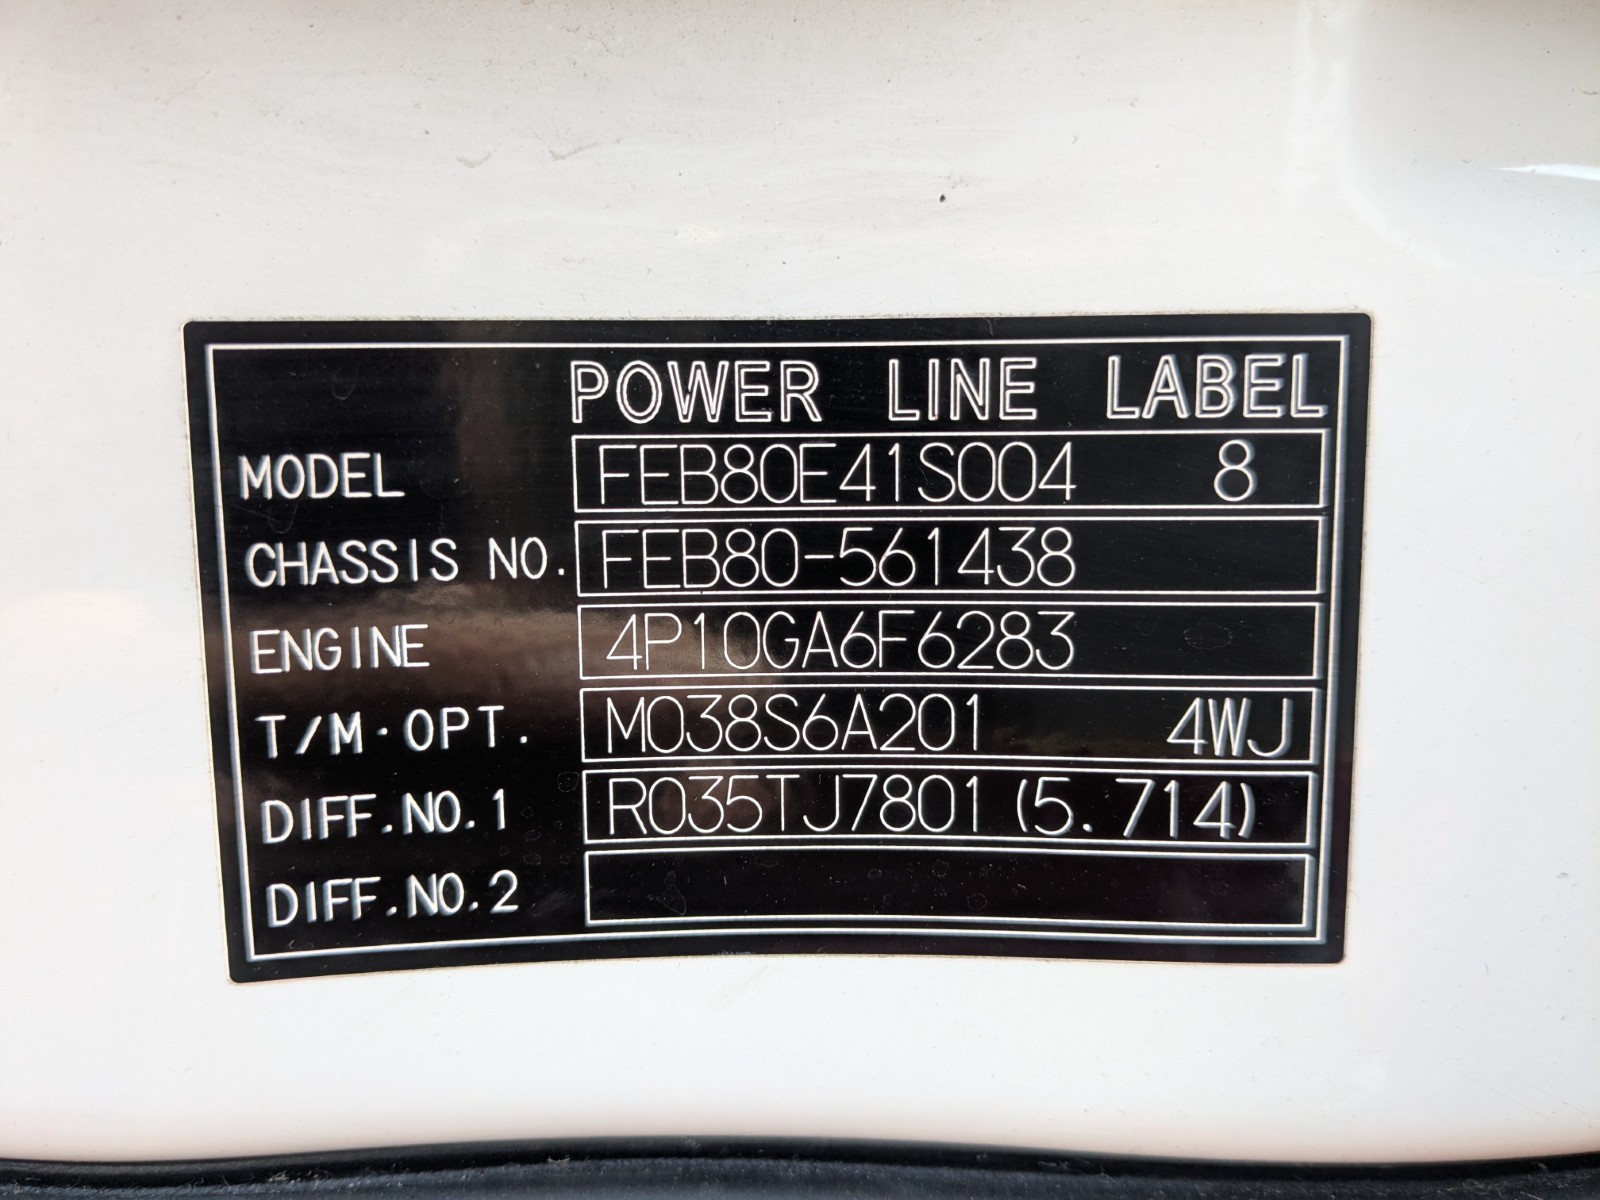 POWER LINE LABEL
MODEL FEB80E41S004 8
CHASSIS NO. FEB80-561438
ENGINE 4P10GA6F6283
T/M·OPT. M038S6A201 4WJ
DIFF.NO.1 R035TJ7801 (5.714)
DIFF.NO.2